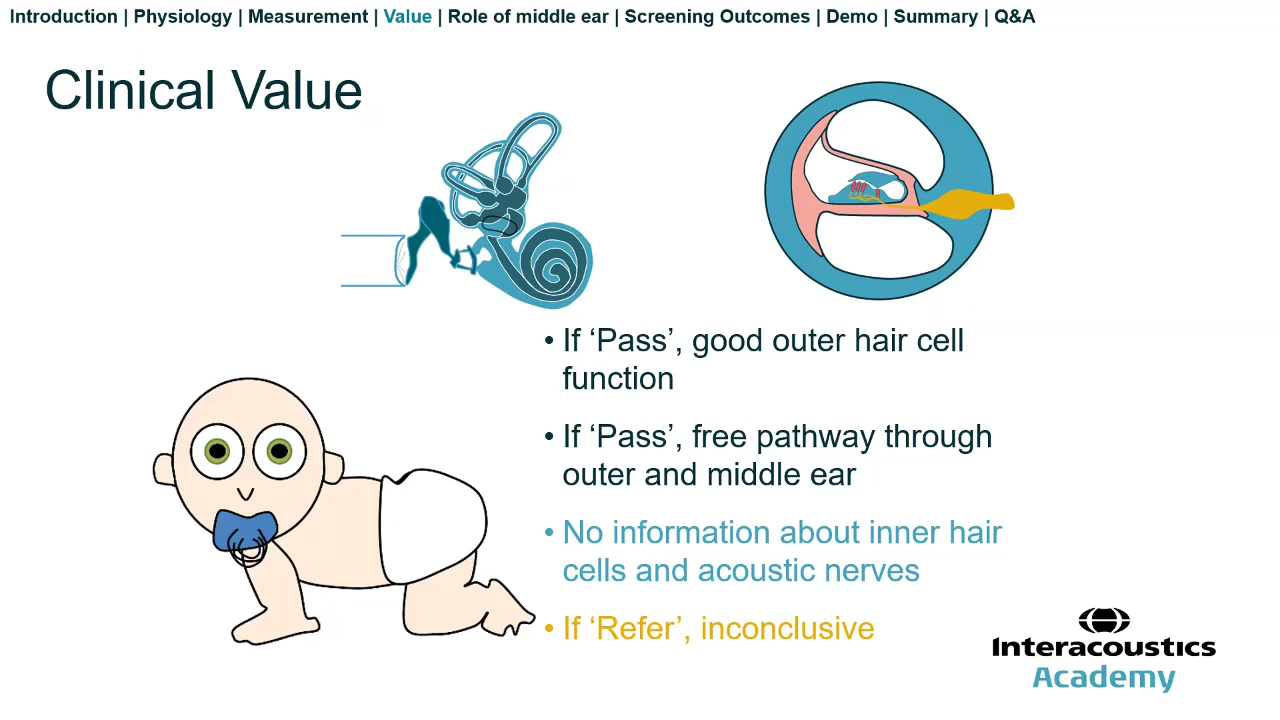 Introduction | Physiology | Measurement | Value | Role of middle ear | Screening Outcomes | Demo | Summary | Q&A
Clinical Value
• If ‘Pass’, good outer hair cell
function
• If ‘Pass’, free pathway through
outer and middle ear
• No information about inner hair
cells and acoustic nerves
• If ‘Refer’, inconclusive
Interacoustics
Academy